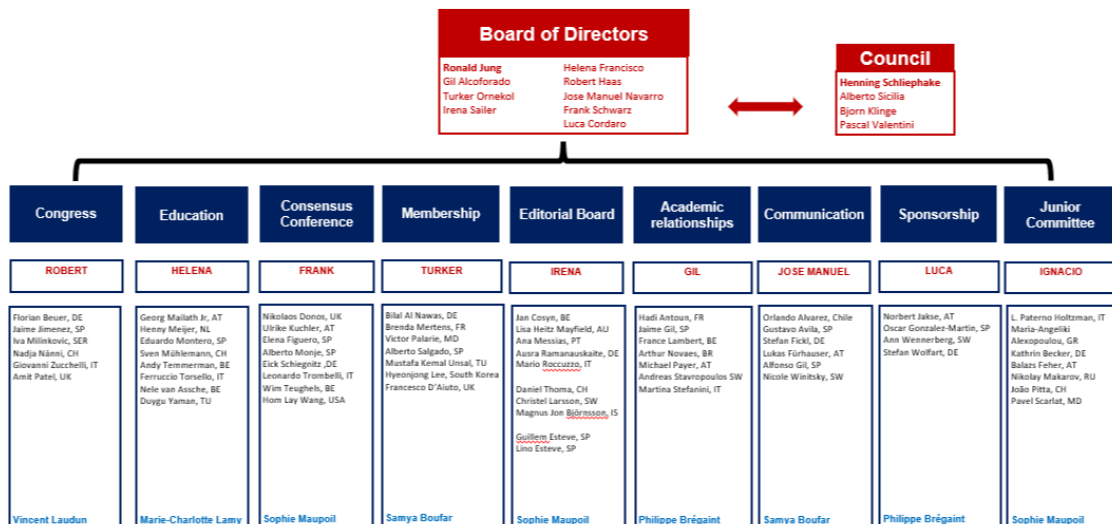 Board of Directors
Ronald Jung
Gil Alcoforado
Turker Ornekol
Irena Sailer
Helena Francisco
Robert Haas
Jose Manuel Navarro
Frank Schwarz
Luca Cordaro
Council
Henning Schliephake
Alberto Sicilia
Bjorn Klinge
Pascal Valentini
Congress
ROBERT
Florian Beuer, DE
Jaime Jimenez, SP
Iva Milinkovic, SER
Nadja Nänni, CH
Giovanni Zucchelli, IT
Amit Patel, UK
Vincent Laudun
Education
HELENA
Georg Mailath Jr, AT
Henny Meijer, NL
Eduardo Montero, SP
Sven Mühlemann, CH
Andy Temmerman, BE
Ferruccio Torsello, IT
Nele van Assche, BE
Duygu Yaman, TU
Marie-Charlotte Lamy
Consensus
Conference
FRANK
Nikolaos Donos, UK
Ulrike Kuchler, AT
Elena Figuero, SP
Alberto Monje, SP
Eick Schiegnitz ,DE
Leonardo Trombelli, IT
Wim Teughels, BE
Hom Lay Wang, USA
Sophie Maupoil
Membership
TURKER
Bilal Al Nawas, DE
Brenda Mertens, FR
Victor Palarie, MD
Alberto Salgado, SP
Mustafa Kemal Unsal, TU
Hyeonjong Lee, South Korea
Francesco D'Aiuto, UK
Samya Boufar
Editorial Board
IRENA
Jan Cosyn, BE
Lisa Heitz Mayfield, AU
Ana Messias, PT
Ausra Ramanauskaite, DE
Mario Roccuzzo, IT
Daniel Thoma, CH
Christel Larsson, SW
Magnus Jon Björnsson, IS
Guillem Esteve, SP
Lino Esteve, SP
Sophie Maupoil
Academic
relationships
GIL
Hadi Antoun, FR
Jaime Gil, SP
France Lambert, BE
Arthur Novaes, BR
Michael Payer, AT
Andreas Stavropoulos SW
Martina Stefanini, IT
Philippe Brégaint
Communication
JOSE MANUEL
Orlando Alvarez, Chile
Gustavo Avila, SP
Stefan Fickl, DE
Lukas Fürhauser, AT
Alfonso Gil, SP
Nicole Winitsky, SW
Samya Boufar
Sponsorship
LUCA
Norbert Jakse, AT
Oscar Gonzalez-Martin, SP
Ann Wennerberg, SW
Stefan Wolfart, DE
Philippe Brégaint
Junior
Committee
IGNACIO
L. Paterno Holtzman, IT
Maria-Angeliki
Alexopoulou, GR
Kathrin Becker, DE
Balazs Feher, AT
Nikolay Makarov, RU
João Pitta, CH
Pavel Scarlat, MD
Sophie Maupoil